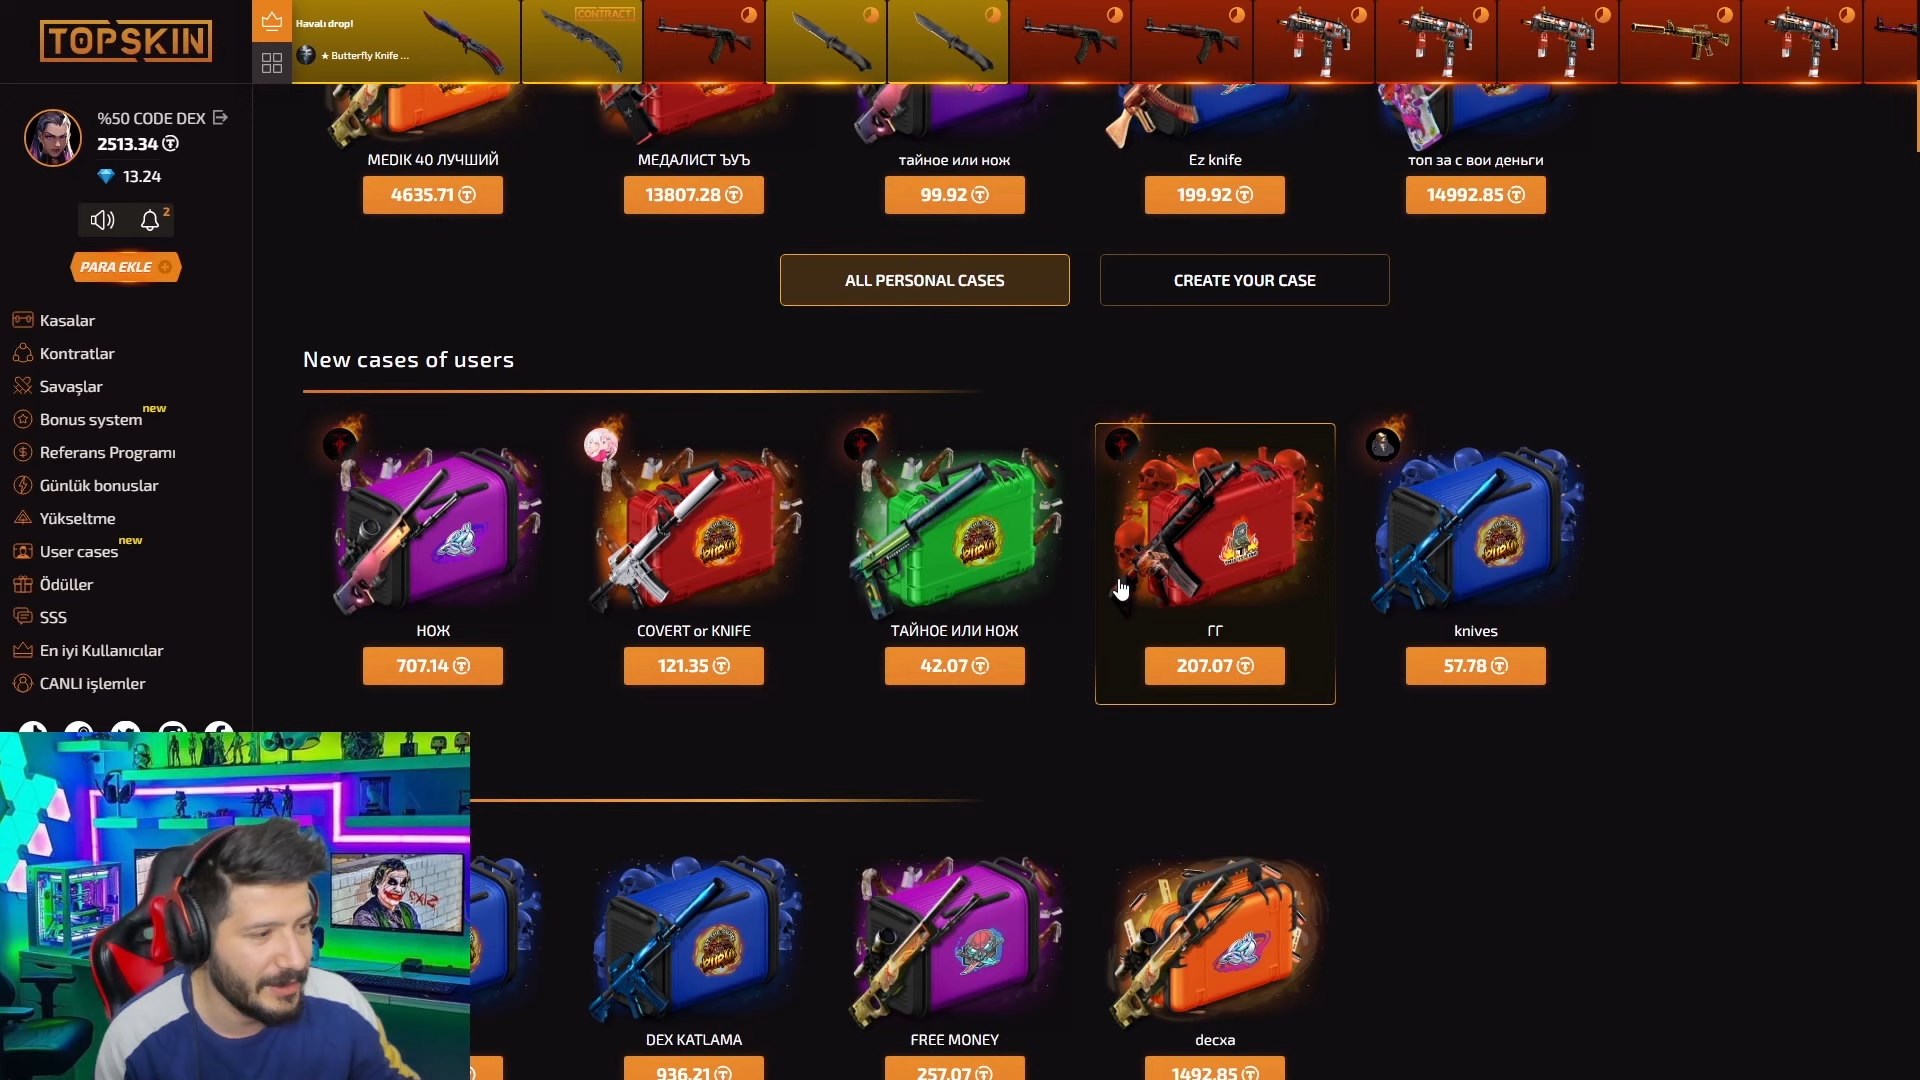 TOPSKIN
Havalı drop!
★ Butterfly Knife ...
CONTRACT
%50 CODE DEX
2513.34
13.24
2
PARA EKLE
Kasalar
Kontratlar
Savaşlar
Bonus system new
Referans Programı
Günlük bonuslar
Yükseltme
User cases new
Ödüller
SSS
En iyi Kullanıcılar
CANLI işlemler
MEDIK 40 ЛУЧШИЙ
4635.71
МЕДАЛИСТ ЪУЪ
13807.28
тайное или нож
99.92
Ez knife
199.92
топ за с вои деньги
14992.85
ALL PERSONAL CASES
CREATE YOUR CASE
New cases of users
НОЖ
707.14
COVERT or KNIFE
121.35
ТАЙНОЕ ИЛИ НОЖ
42.07
ГГ
207.07
knives
57.78
DEX KATLAMA
936.21
FREE MONEY
257.07
decxa
1492.85